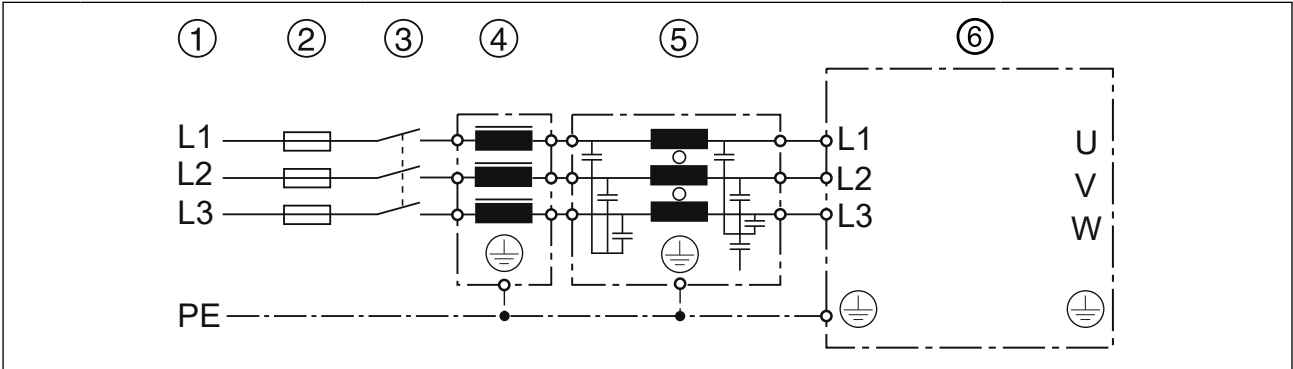 ① ② ③ ④ ⑤ ⑥
L1 L1 U
L2 L2 V
L3 L3 W
PE